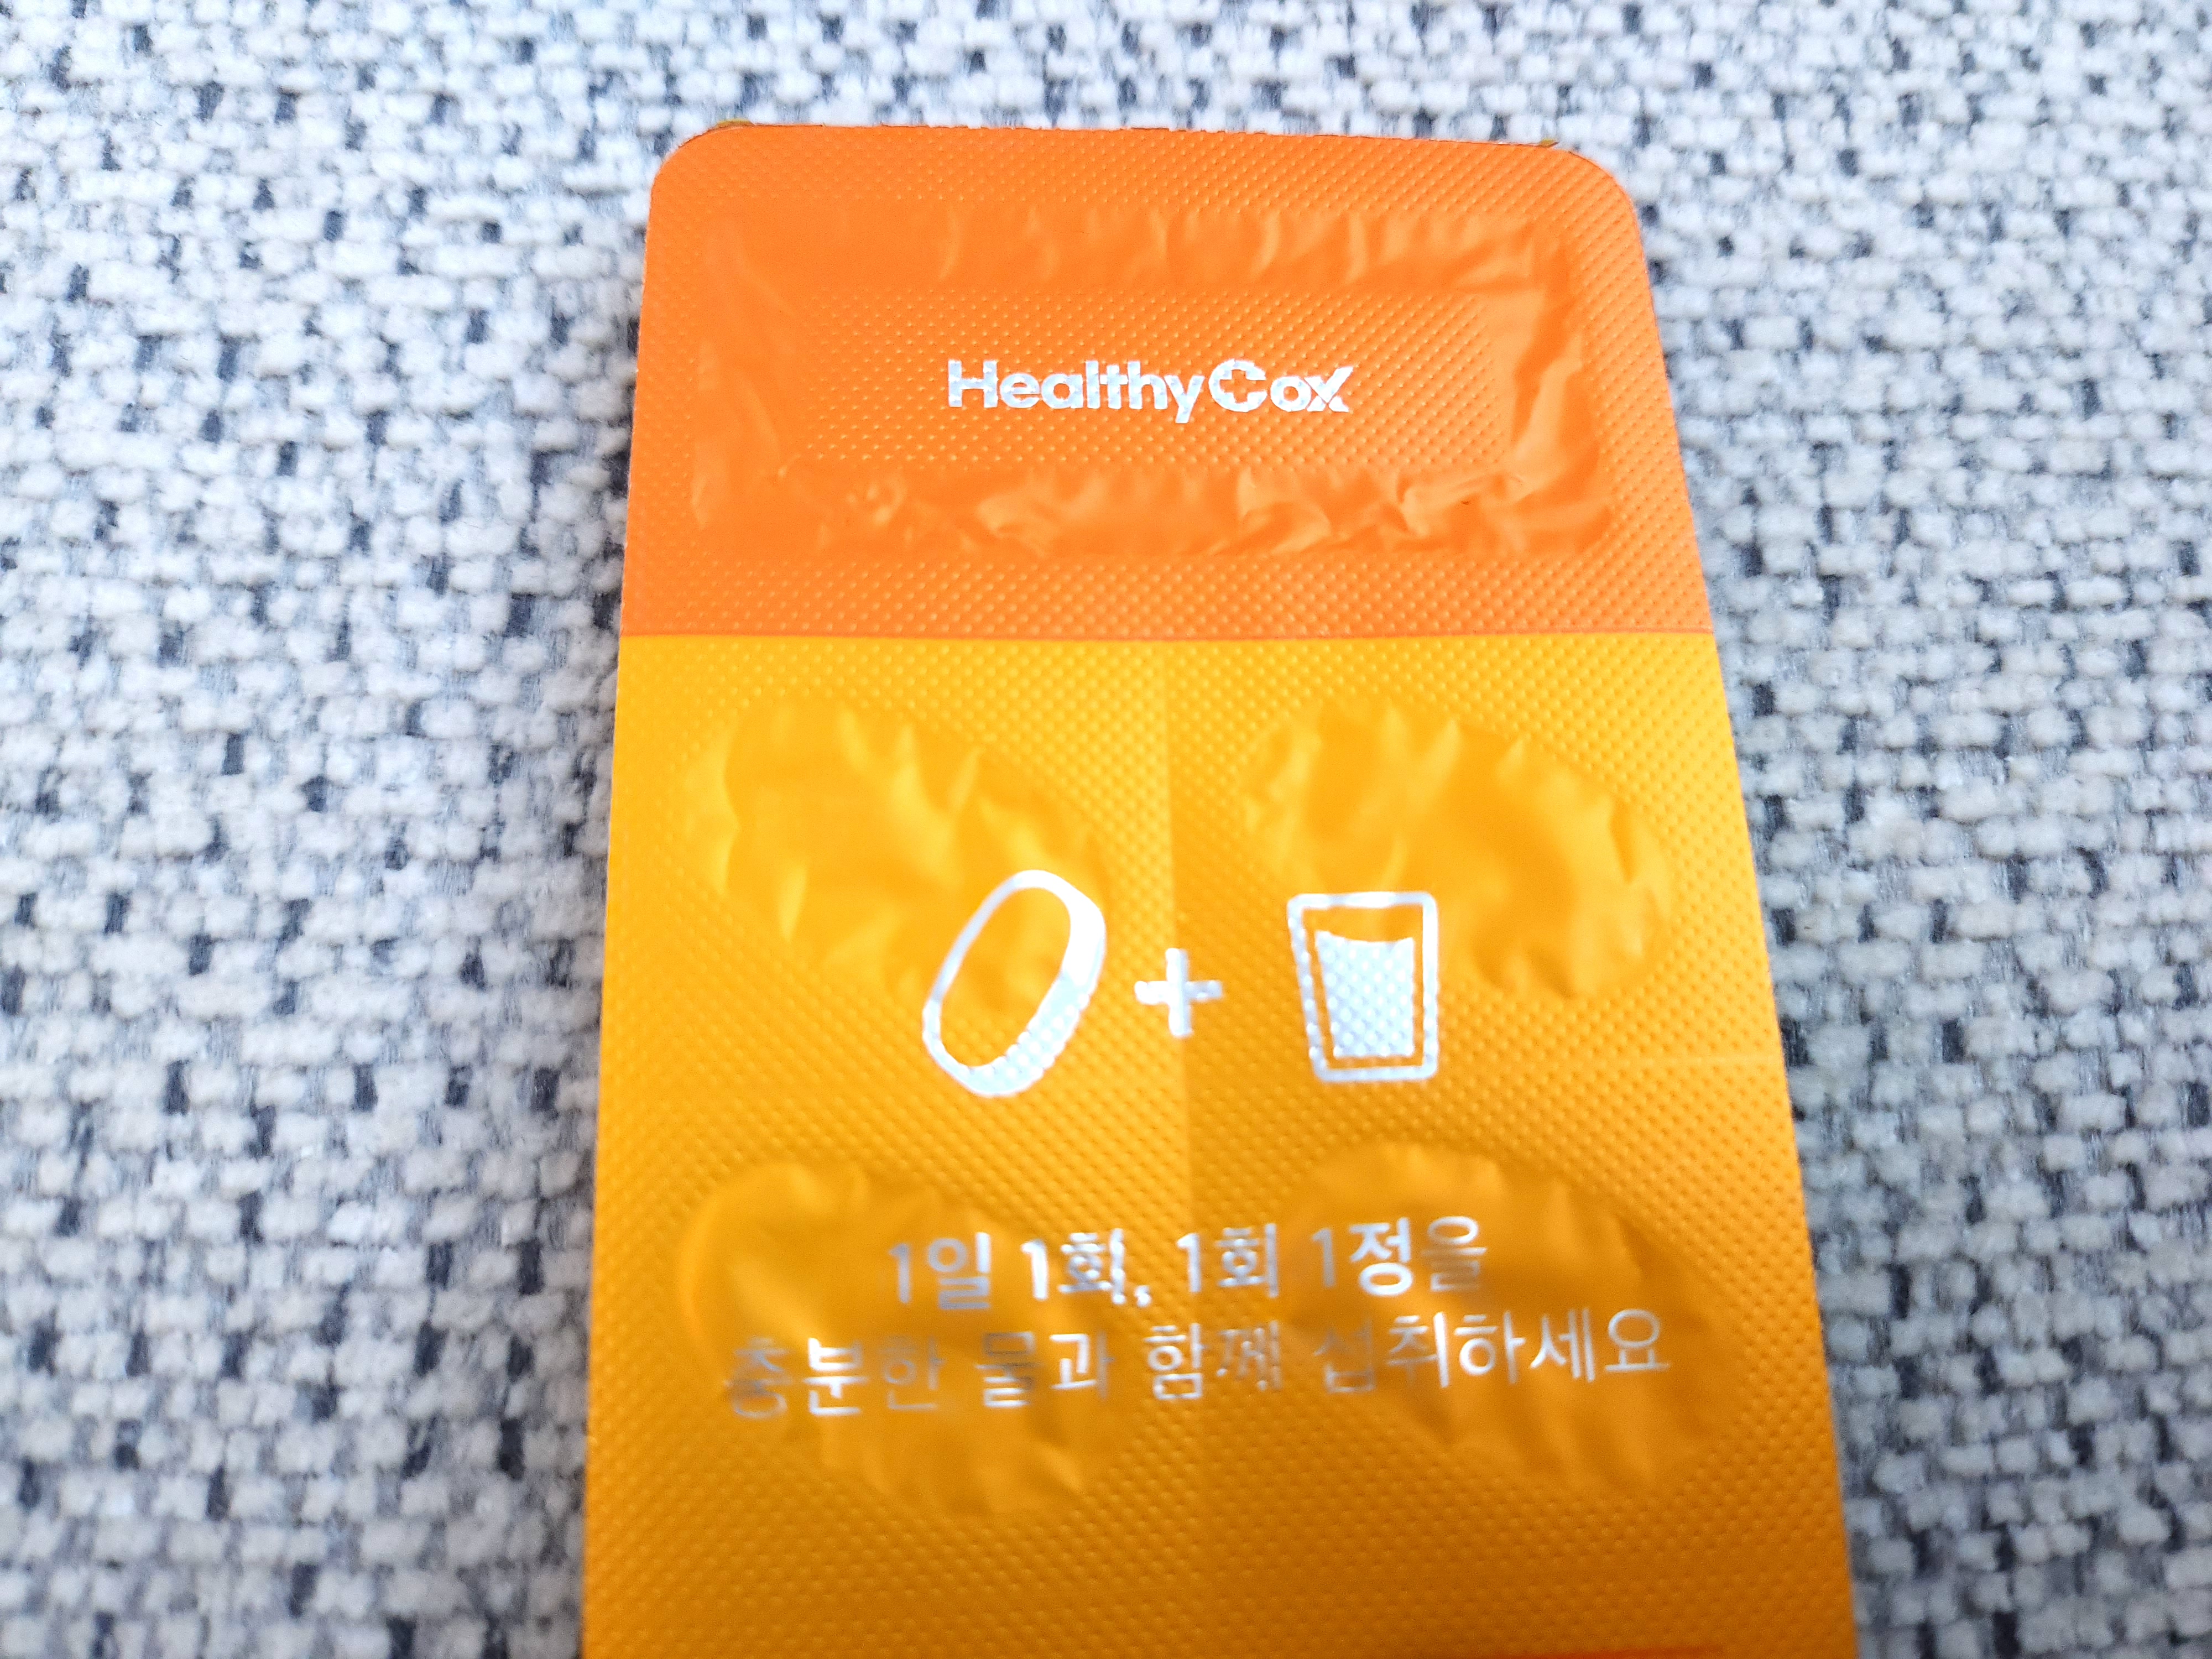 HealthyCox
1일 1회, 1회 1정을
충분한 물과 함께 섭취하세요